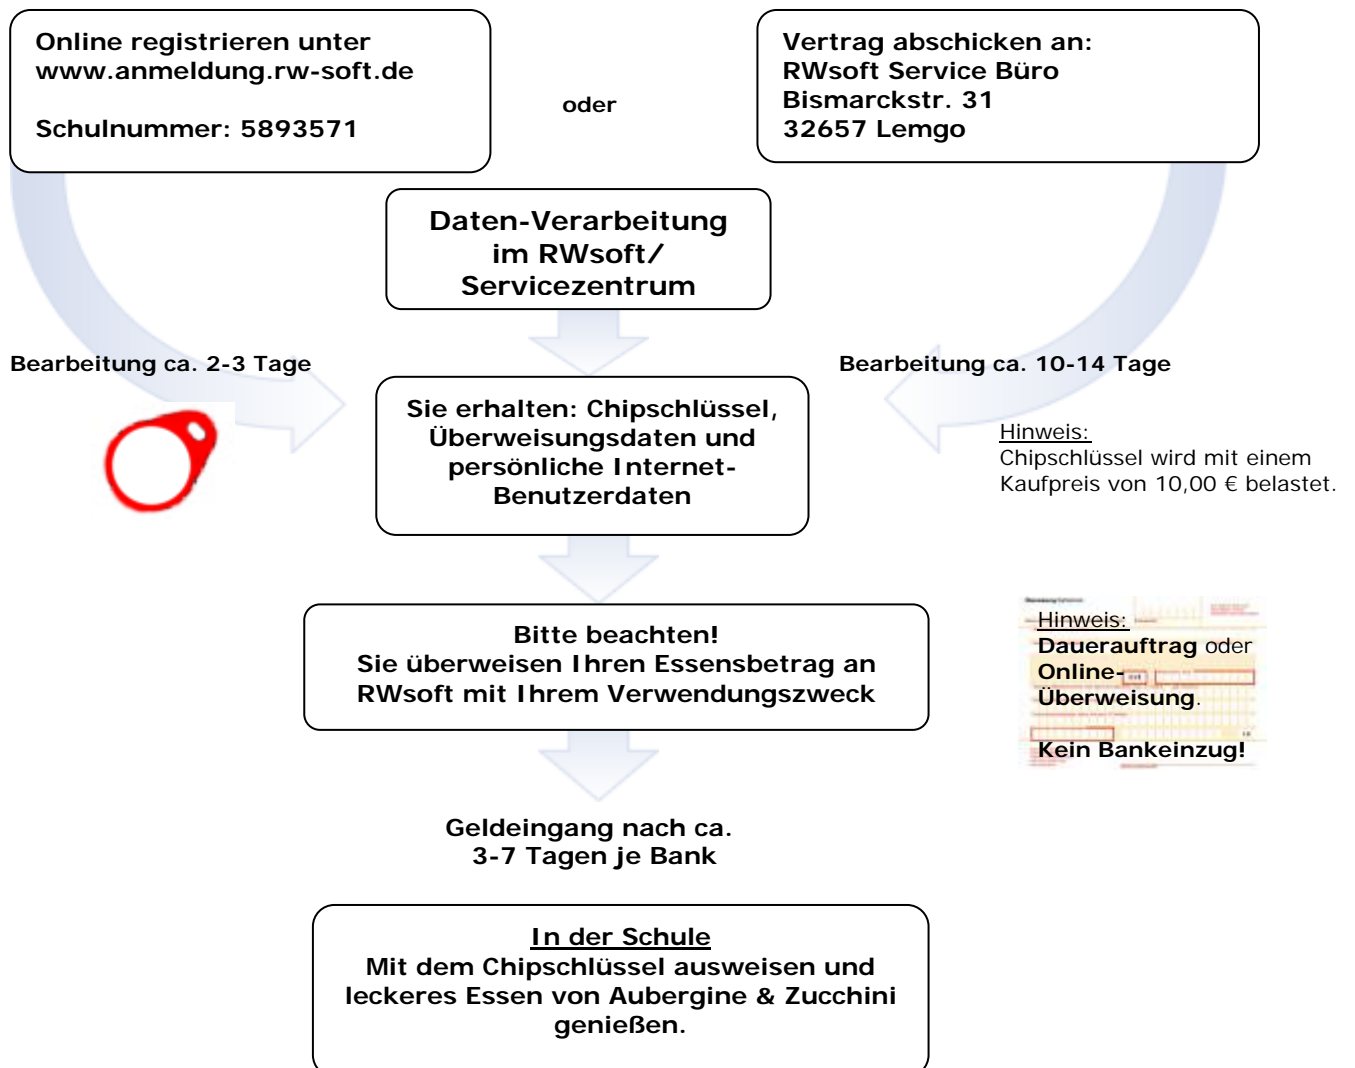 Online registrieren unter
www.anmeldung.rw-soft.de
Schulnummer: 5893571
oder
Vertrag abschicken an:
RWsoft Service Büro
Bismarckstr. 31
32657 Lemgo
Daten-Verarbeitung
im RWsoft/
Servicezentrum
Bearbeitung ca. 2-3 Tage
Bearbeitung ca. 10-14 Tage
Sie erhalten: Chipschlüssel,
Überweisungsdaten und
persönliche Internet-
Benutzerdaten
Hinweis:
Chipschlüssel wird mit einem
Kaufpreis von 10,00 € belastet.
Bitte beachten!
Sie überweisen Ihren Essensbetrag an
RWsoft mit Ihrem Verwendungszweck
Hinweis:
Dauerauftrag oder
Online-
Überweisung.
Kein Bankeinzug!
Geldeingang nach ca.
3-7 Tagen je Bank
In der Schule
Mit dem Chipschlüssel ausweisen und
leckeres Essen von Aubergine & Zucchini
genießen.